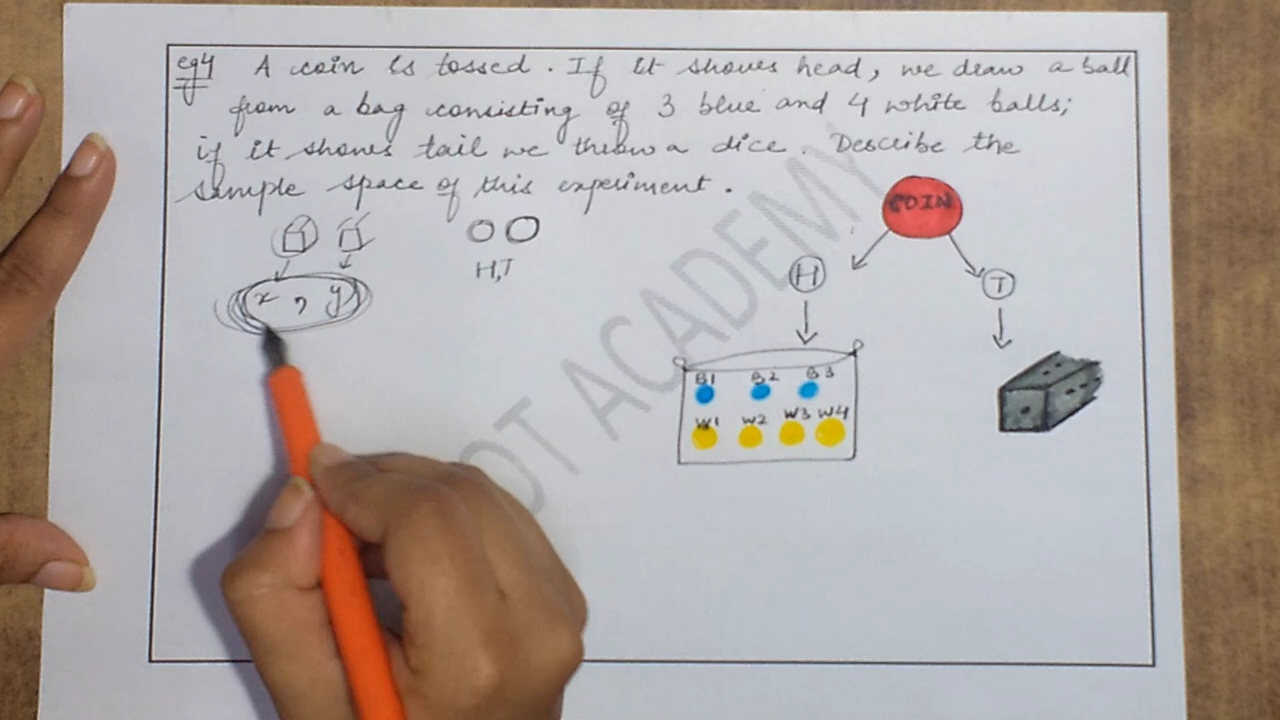 eg4 A coin is tossed. If it shows head, we draw a ball
from a bag consisting of 3 blue and 4 white balls;
if it shows tail we throw a dice. Describe the
sample space of this experiment.
COIN
H, T
H
T
x, y
B1 B2 B3
W1 W2 W3 W4
OT ACADEMY